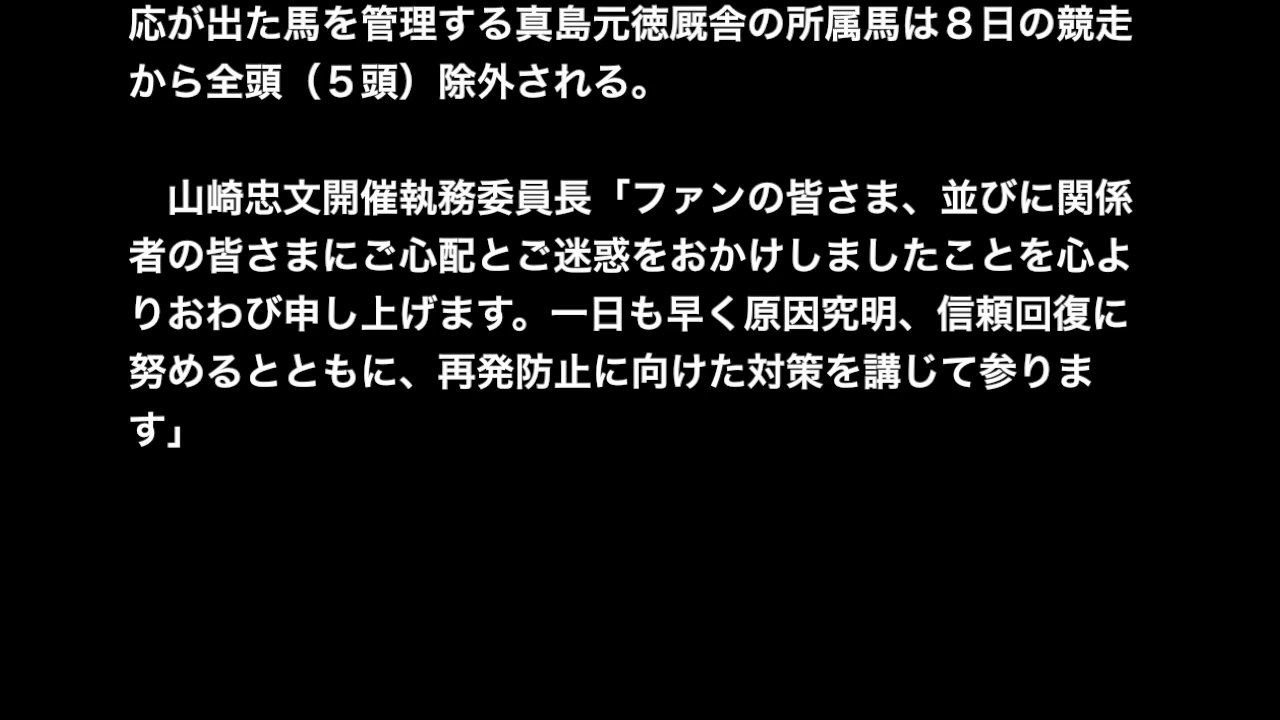 応が出た馬を管理する真島元徳厩舎の所属馬は８日の競走
から全頭（５頭）除外される。
　山崎忠文開催執務委員長「ファンの皆さま、並びに関係
者の皆さまにご心配とご迷惑をおかけしましたことを心よ
りおわび申し上げます。一日も早く原因究明、信頼回復に
努めるとともに、再発防止に向けた対策を講じて参りま
す」